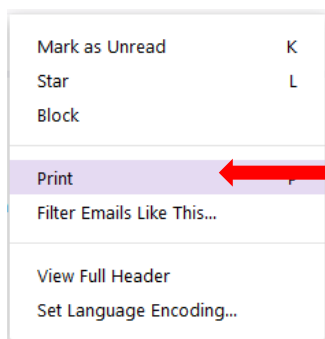 Mark as Unread K
Star L
Block
Print
Filter Emails Like This...
View Full Header
Set Language Encoding...